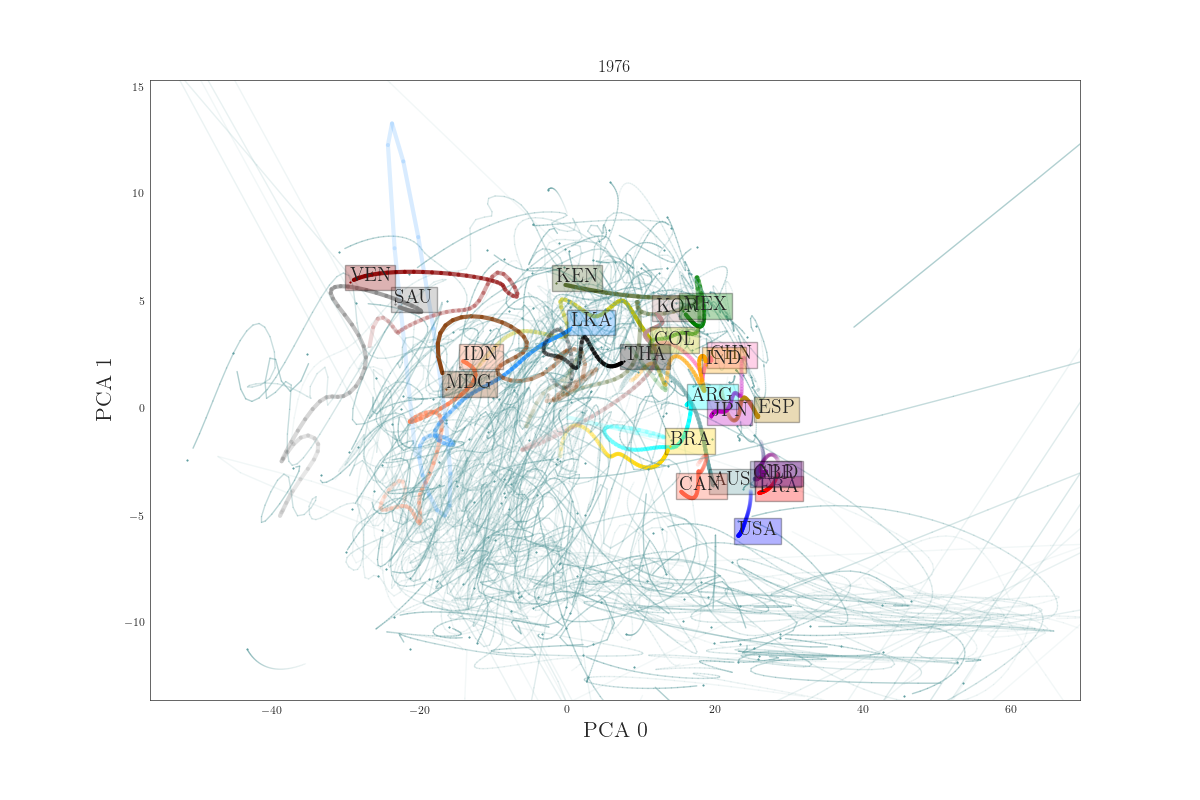 1976
15
10
5
0
−5
−10
PCA 1
VEN
SAU
KEN
KOR
MEX
LKA
COL
THA
CHN
IND
IDN
MDG
ARG
JPN
ESP
BRA
CAN
AUS
FRA
USA
−40
−20
0
20
40
60
PCA 0